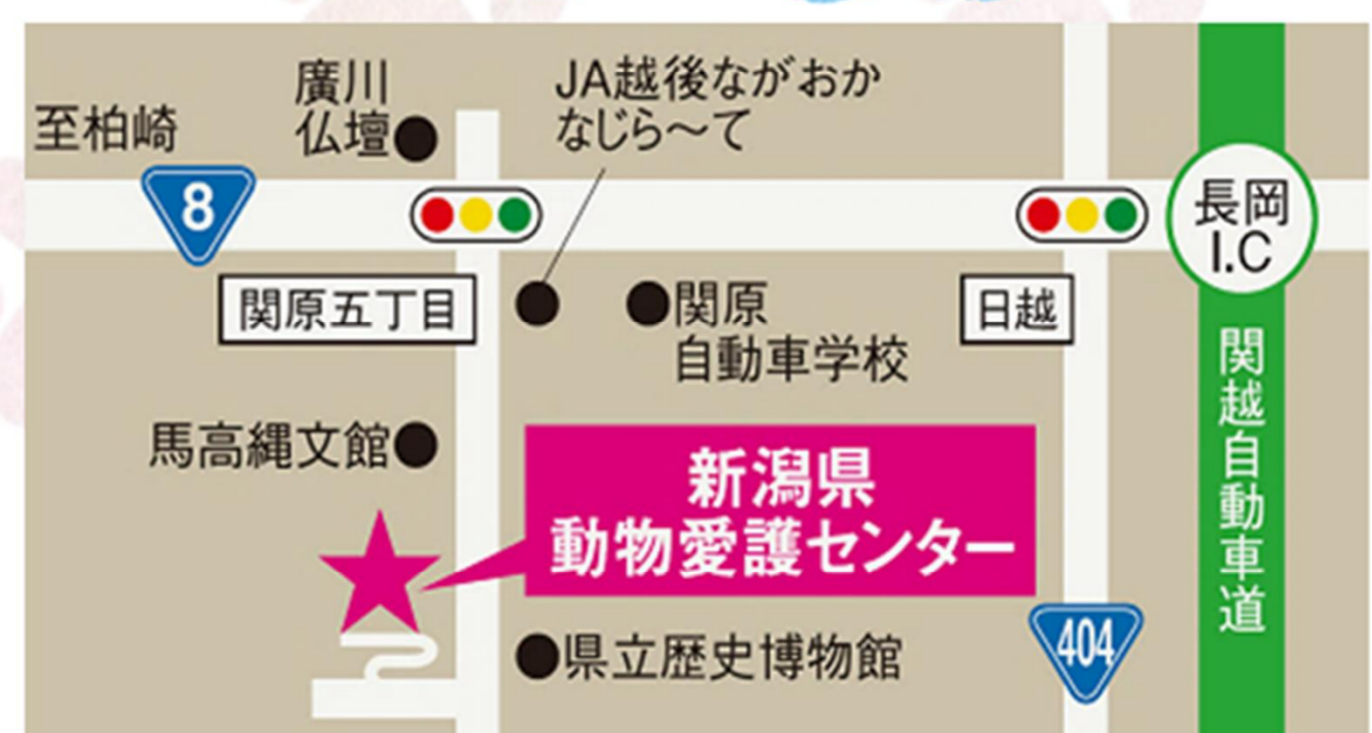 至柏崎
廣川
仏壇
JA越後ながおか
なじら〜て
8
長岡
I.C
関原五丁目
関原
自動車学校
日越
関越自動車道
馬高縄文館
新潟県
動物愛護センター
県立歴史博物館
404